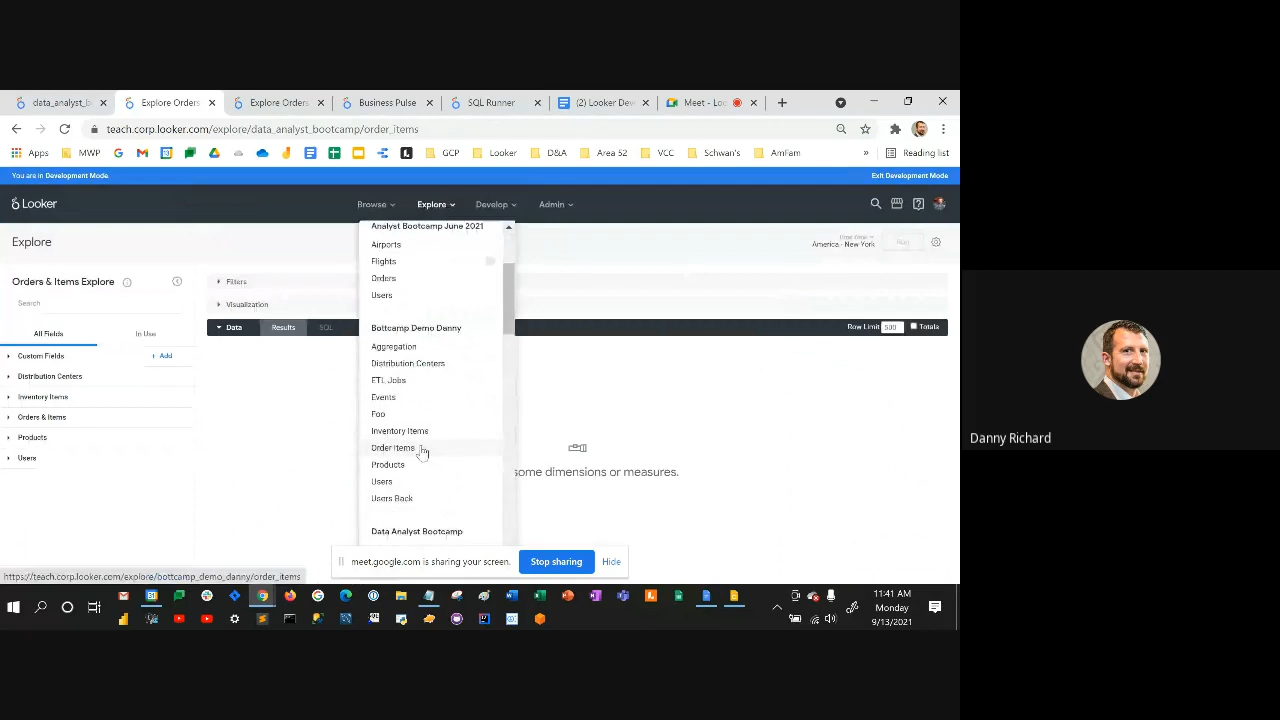 data_analyst_b
Explore Orders
Explore Orders
Business Pulse
SQL Runner
(2) Looker Dev
Meet - Loo
teach.corp.looker.com/explore/data_analyst_bootcamp/order_items
Apps
MWP
GCP
Looker
D&A
Area 52
VCC
Schwan's
AmFam
»
Reading list
You are in Development Mode.
Exit Development Mode
Looker
Browse
Explore
Develop
Admin
Explore
America - New York
Run
Orders & Items Explore
Search
All Fields
In Use
Custom Fields
+ Add
Distribution Centers
Inventory Items
Orders & Items
Products
Users
Filters
Visualization
Data
Results
SQL
Row Limit
500
Totals
Analyst Bootcamp June 2021
Airports
Flights
Orders
Users
Bottcamp Demo Danny
Aggregation
Distribution Centers
ETL Jobs
Events
Foo
Inventory Items
Order Items
Products
Users
Users Back
Data Analyst Bootcamp
some dimensions or measures.
meet.google.com is sharing your screen.
Stop sharing
Hide
https://teach.corp.looker.com/explore/bottcamp_demo_danny/order_items
11:41 AM
Monday
9/13/2021
Danny Richard